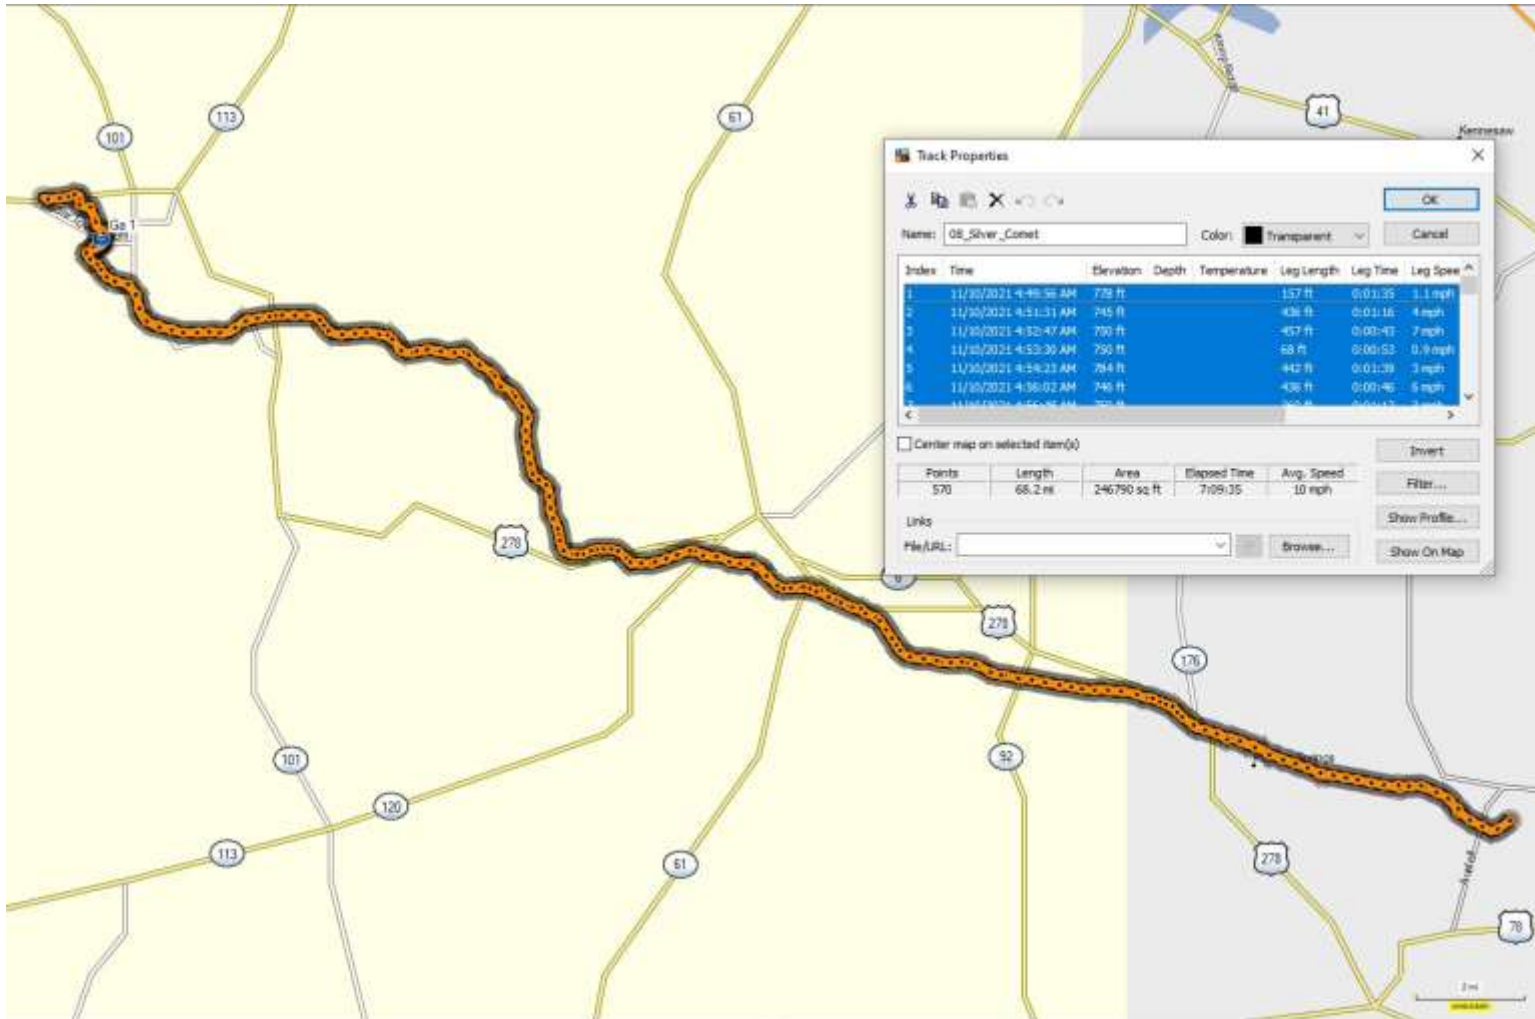 41
Kennesaw
113
61
101
Ga 1
Track Properties
OK
Name: 08_Silver_Comet Color: Transparent Cancel
Index Time Elevation Depth Temperature Leg Length Leg Time Leg Spee
1 11/10/2021 4:49:56 AM 778 ft 157 ft 0:01:35 1.1 mph
2 11/10/2021 4:51:31 AM 745 ft 436 ft 0:01:16 4 mph
3 11/10/2021 4:52:47 AM 750 ft 457 ft 0:00:43 7 mph
4 11/10/2021 4:53:30 AM 750 ft 68 ft 0:00:53 0.9 mph
5 11/10/2021 4:54:23 AM 784 ft 442 ft 0:01:39 3 mph
6 11/10/2021 4:56:02 AM 746 ft 436 ft 0:00:46 6 mph
Center map on selected item(s) Invert
Points Length Area Elapsed Time Avg. Speed
570 68.2 mi 246790 sq ft 7:09:35 10 mph
Filter...
Links
Show Profile...
File/URL: Browse...
Show On Map
278
6
278
176
92
101
120
113
61
278
78
2 mi